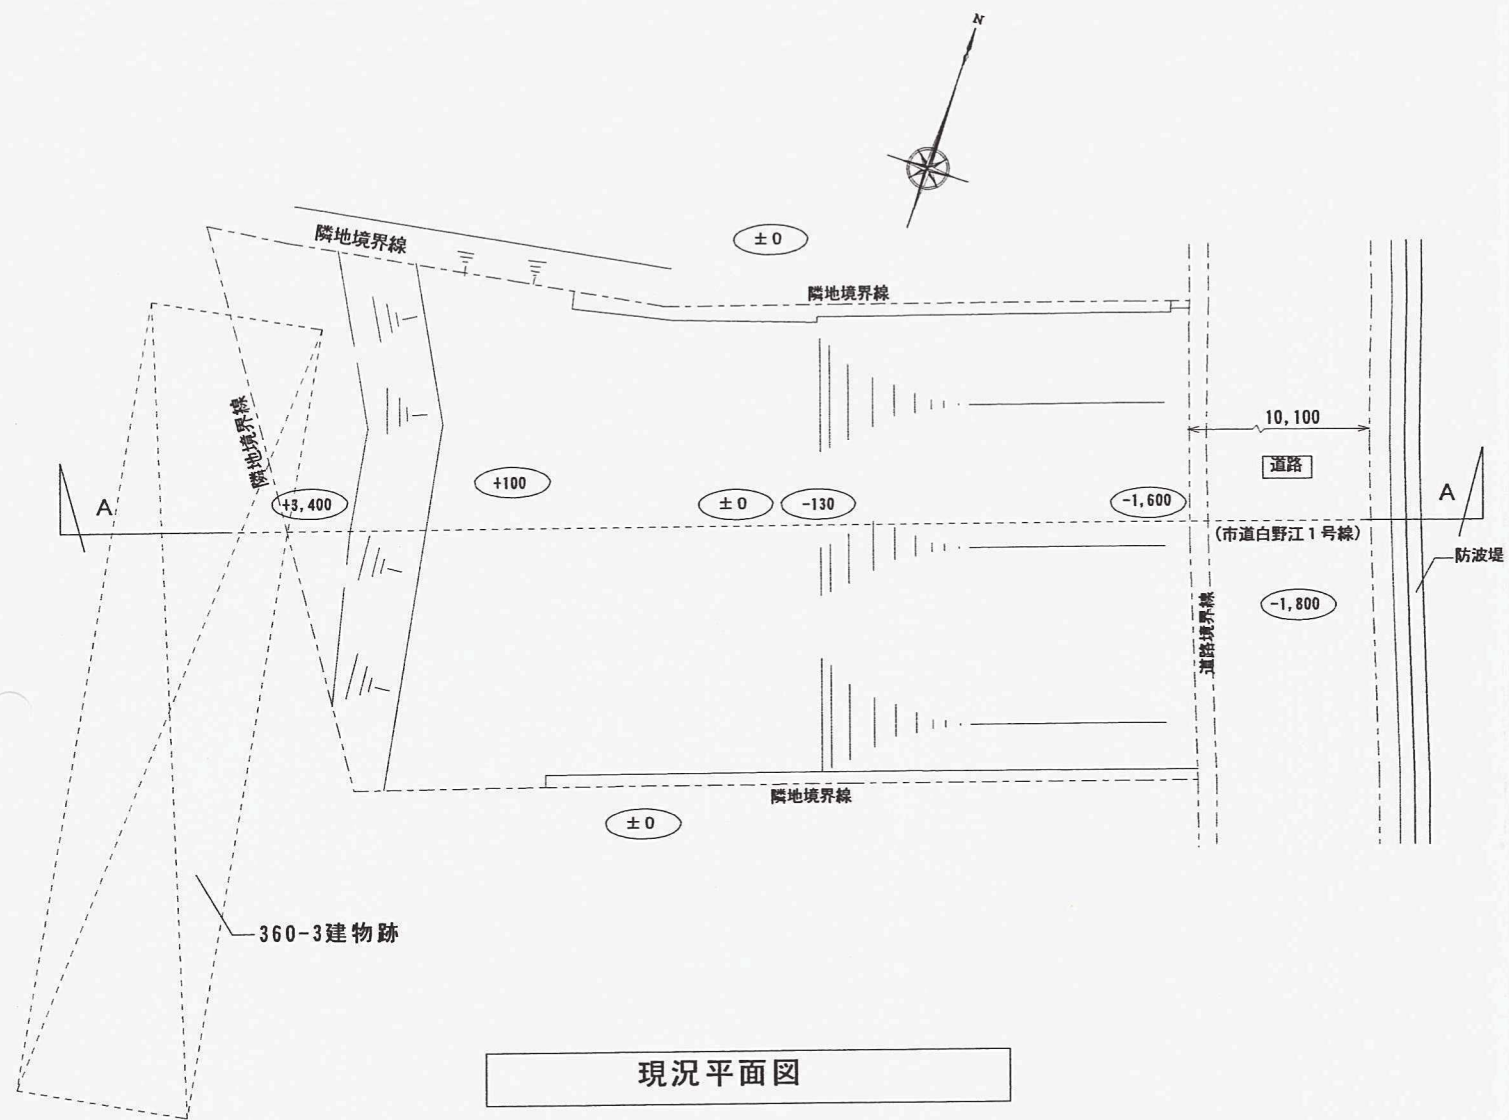 N
±0
隣地境界線
隣地境界線
隣地境界線
10,100
道路
+100
+3,400
±0
-130
-1,600
A
A
(市道白野江1号線)
防波堤
-1,800
道路境界線
隣地境界線
±0
360-3建物跡
現況平面図